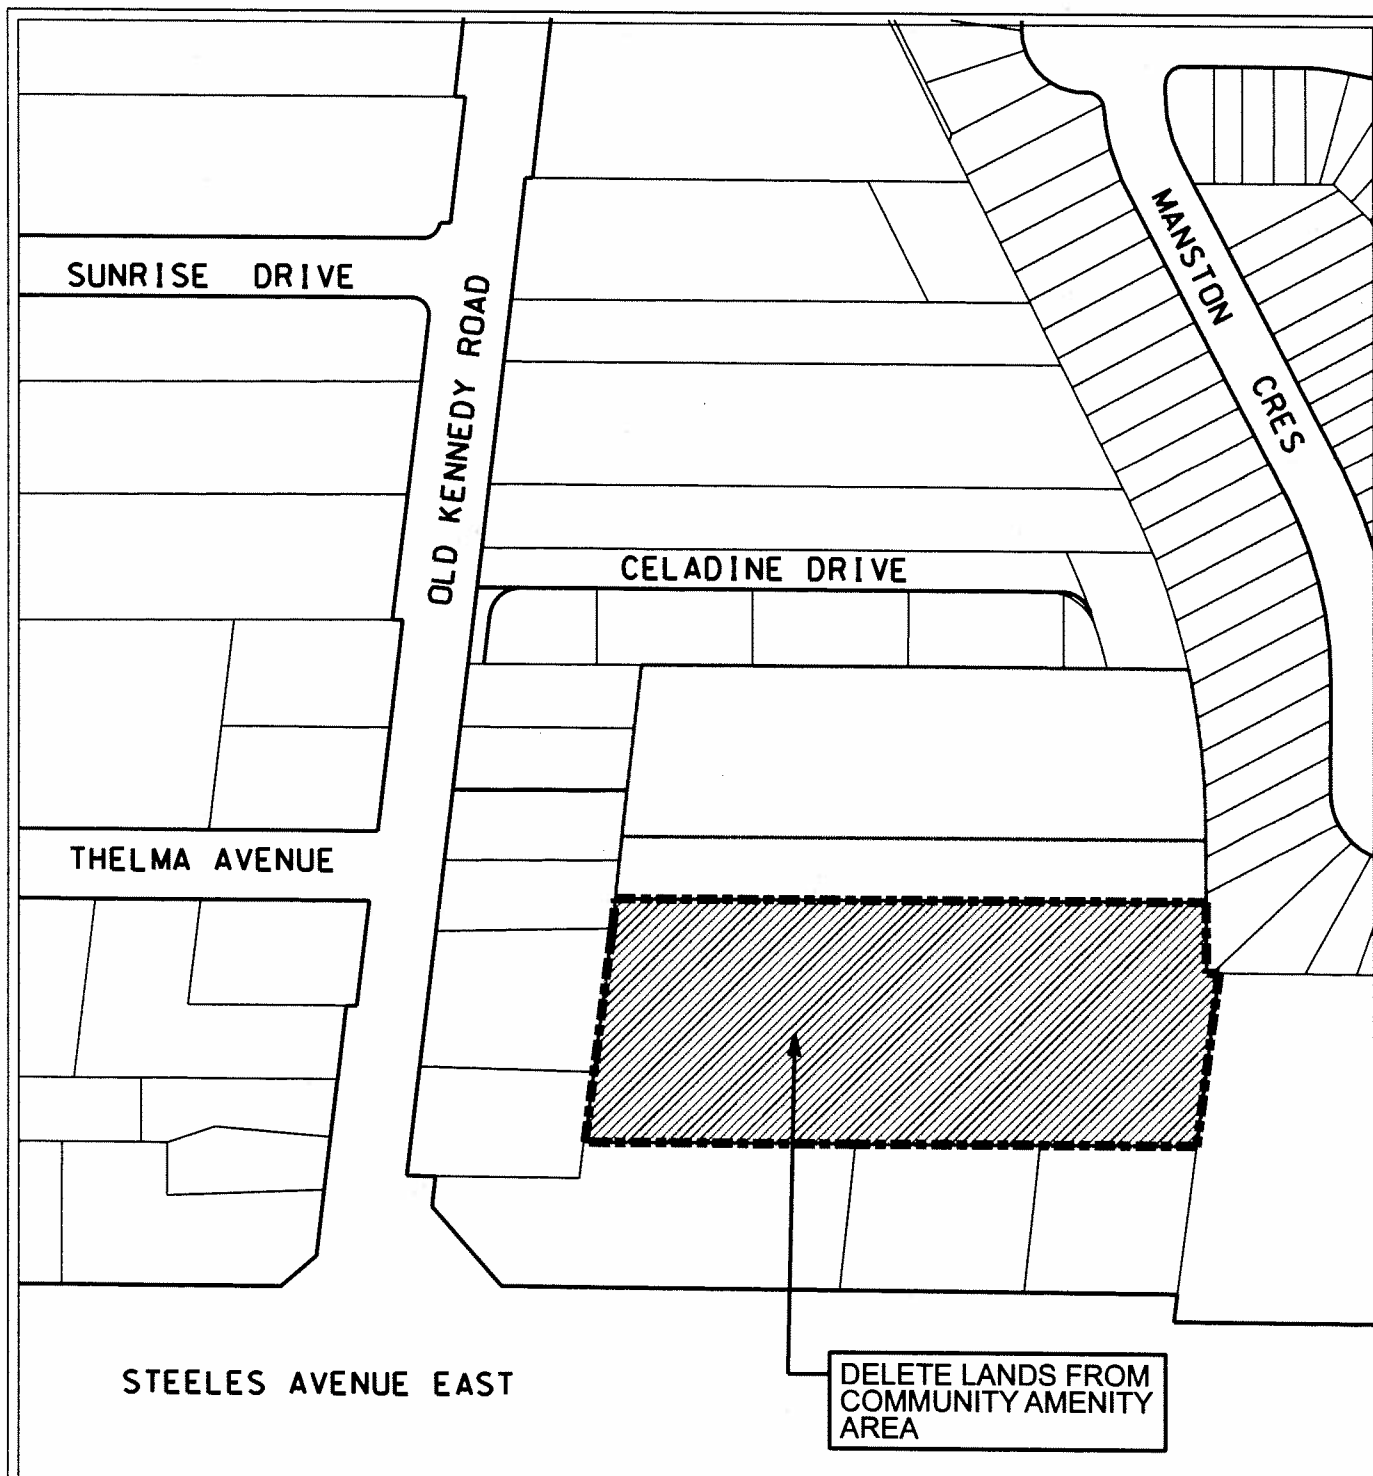 MANSTON CRES
SUNRISE DRIVE
OLD KENNEDY ROAD
CELADINE DRIVE
THELMA AVENUE
STEELES AVENUE EAST
DELETE LANDS FROM
COMMUNITY AMENITY
AREA